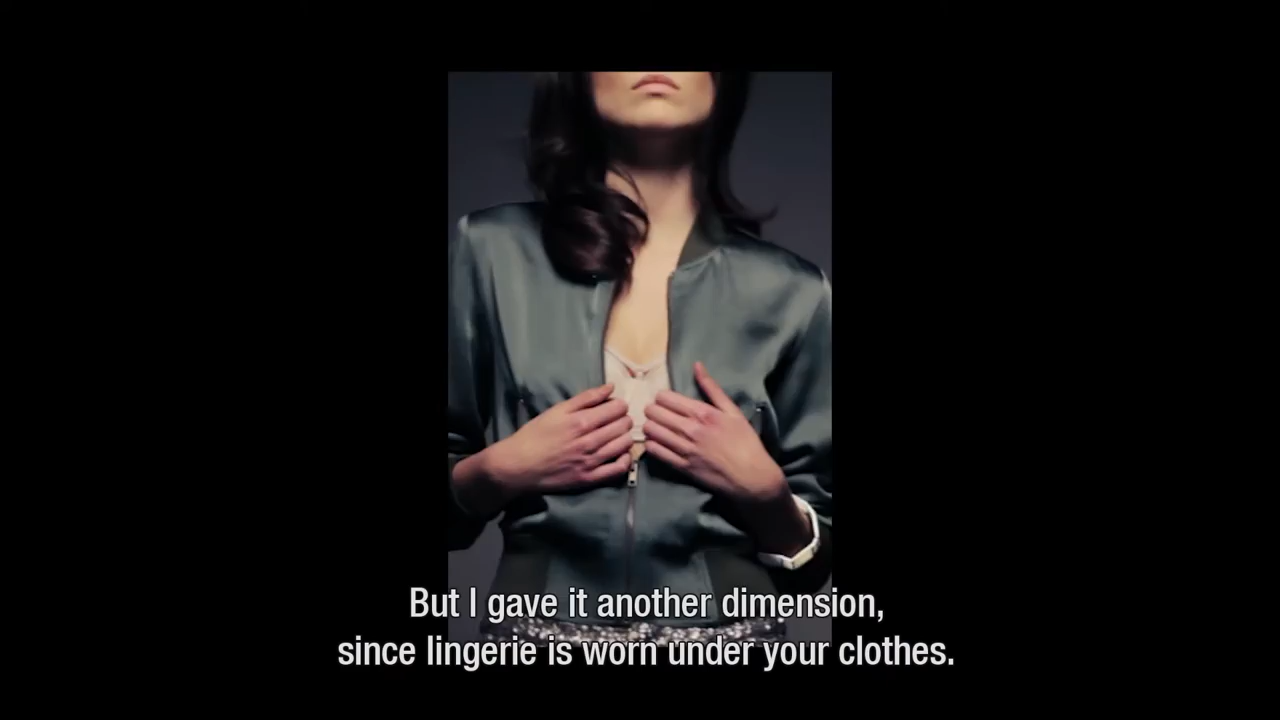 But I gave it another dimension,
since lingerie is worn under your clothes.